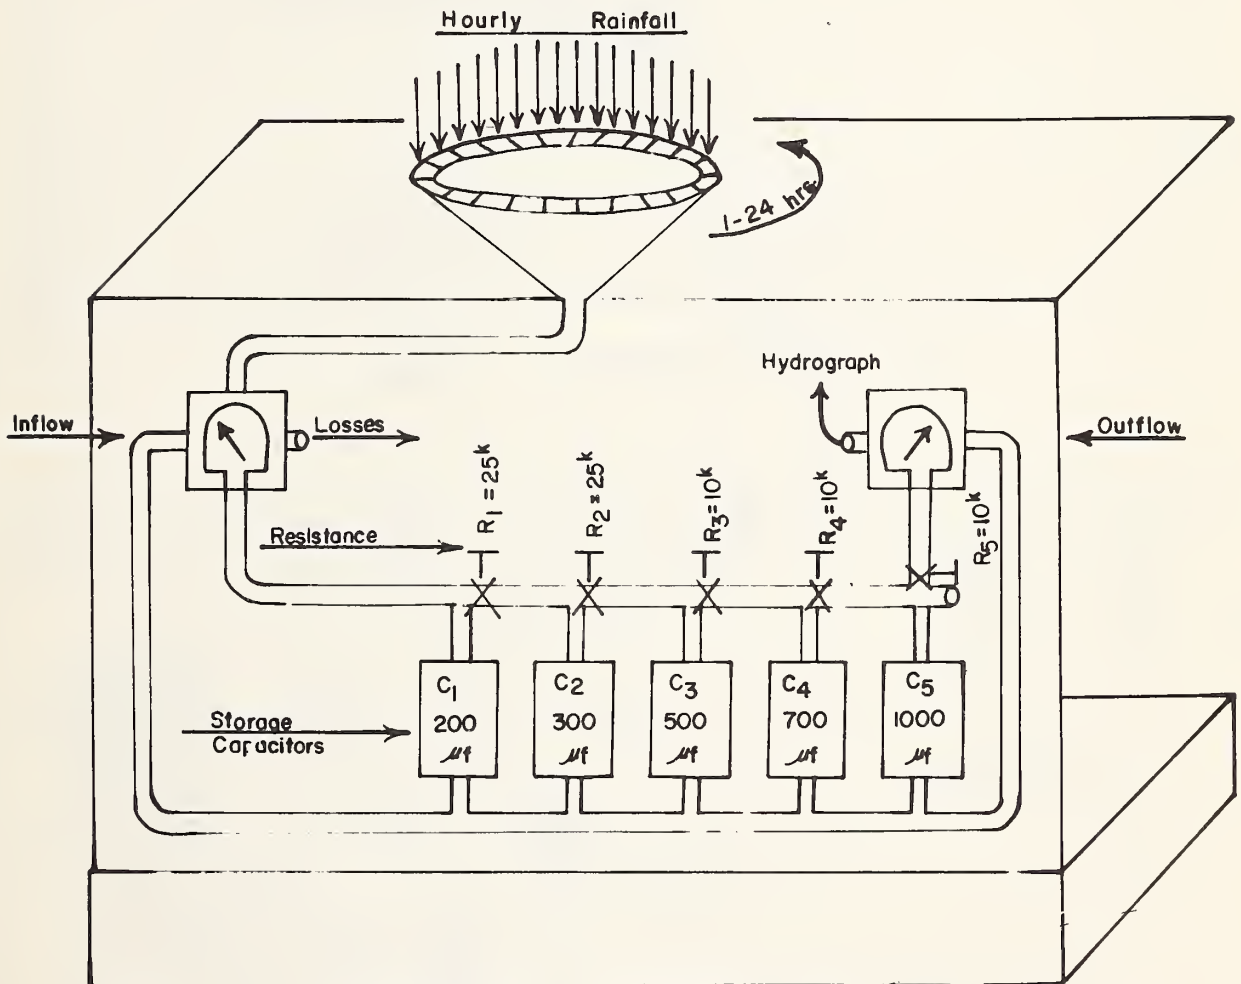 Hourly Rainfall
1-24 hrs.
Hydrograph
Inflow
Losses
Outflow
R1 = 25k
R2 = 25k
R3=10k
R4=10k
R5=10k
Resistance
C1
200
μf
C2
300
μf
C3
500
μf
C4
700
μf
C5
1000
μf
Storage
Capacitors